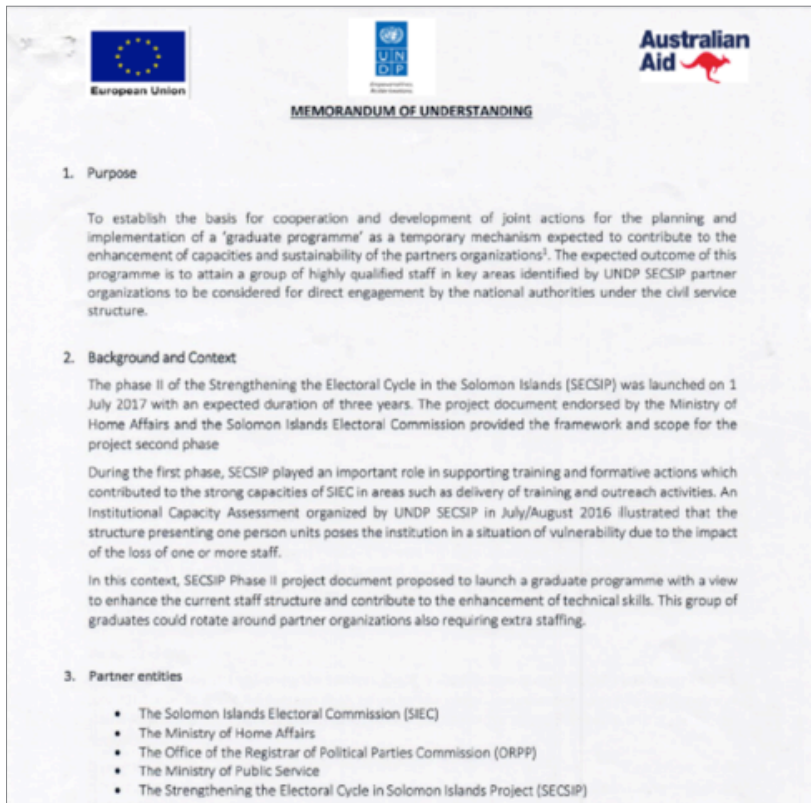 European Union
UN
DP
Australian
Aid
MEMORANDUM OF UNDERSTANDING
1. Purpose
To establish the basis for cooperation and development of joint actions for the planning and
implementation of a 'graduate programme' as a temporary mechanism expected to contribute to the
enhancement of capacities and sustainability of the partners organizations¹. The expected outcome of this
programme is to attain a group of highly qualified staff in key areas identified by UNDP SECSIP partner
organizations to be considered for direct engagement by the national authorities under the civil service
structure.
2. Background and Context
The phase II of the Strengthening the Electoral Cycle in the Solomon Islands (SECSIP) was launched on 1
July 2017 with an expected duration of three years. The project document endorsed by the Ministry of
Home Affairs and the Solomon Islands Electoral Commission provided the framework and scope for the
project second phase
During the first phase, SECSIP played an important role in supporting training and formative actions which
contributed to the strong capacities of SIEC in areas such as delivery of training and outreach activities. An
Institutional Capacity Assessment organized by UNDP SECSIP in July/August 2016 illustrated that the
structure presenting one person units poses the institution in a situation of vulnerability due to the impact
of the loss of one or more staff.
In this context, SECSIP Phase II project document proposed to launch a graduate programme with a view
to enhance the current staff structure and contribute to the enhancement of technical skills. This group of
graduates could rotate around partner organizations also requiring extra staffing.
3. Partner entities
• The Solomon Islands Electoral Commission (SIEC)
• The Ministry of Home Affairs
• The Office of the Registrar of Political Parties Commission (ORPP)
• The Ministry of Public Service
• The Strengthening the Electoral Cycle in Solomon Islands Project (SECSIP)